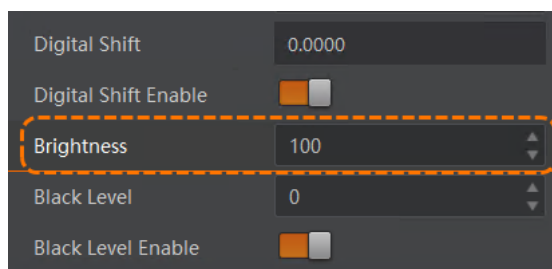 Digital Shift 0.0000
Digital Shift Enable
Brightness 100
Black Level 0
Black Level Enable